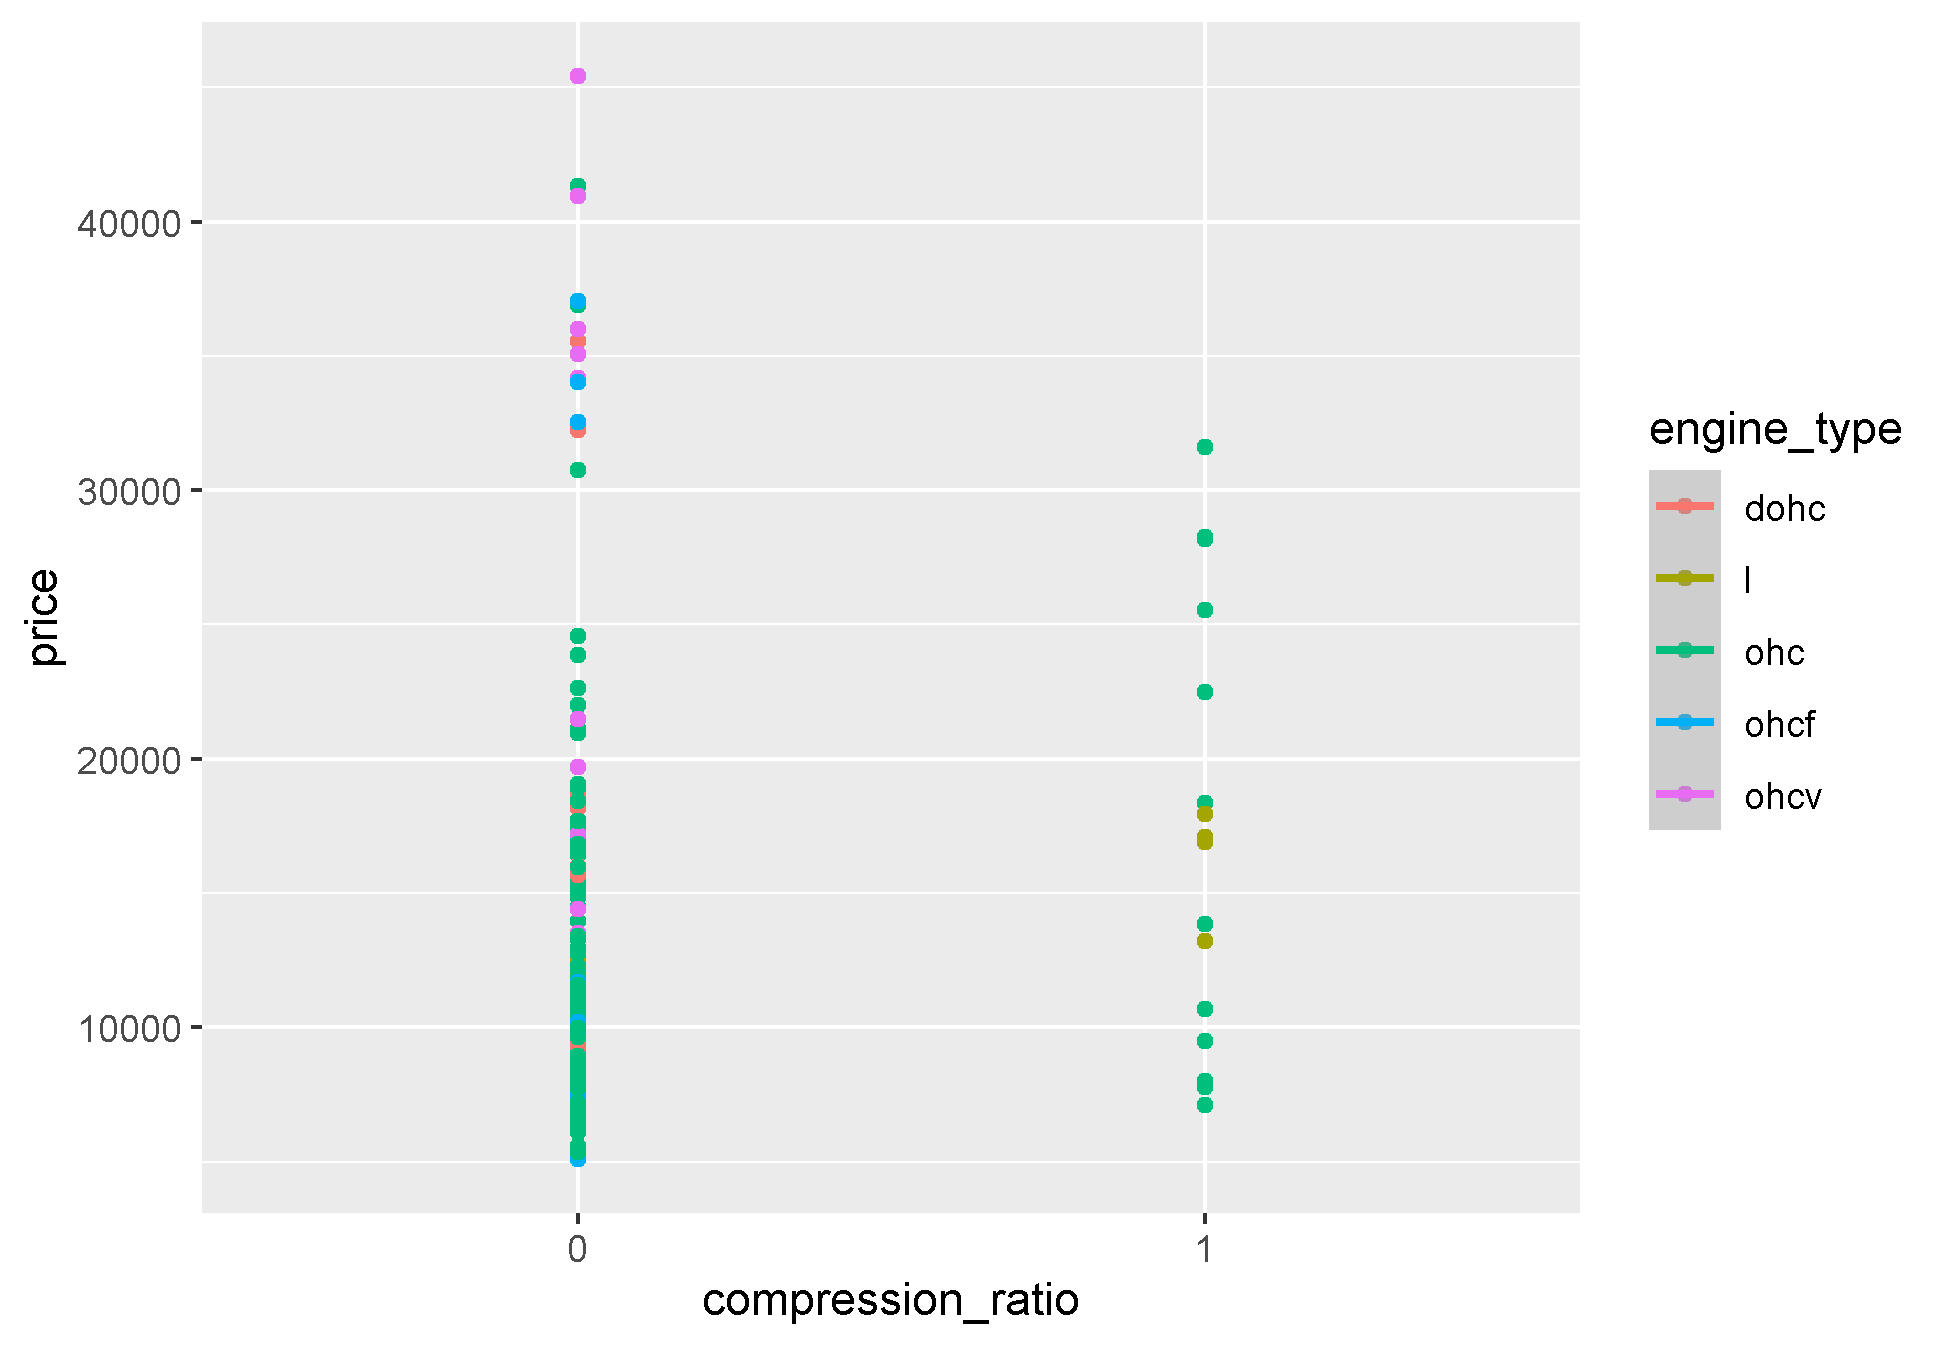 40000
30000
20000
10000
price
0
1
compression_ratio
engine_type
dohc
l
ohc
ohcf
ohcv